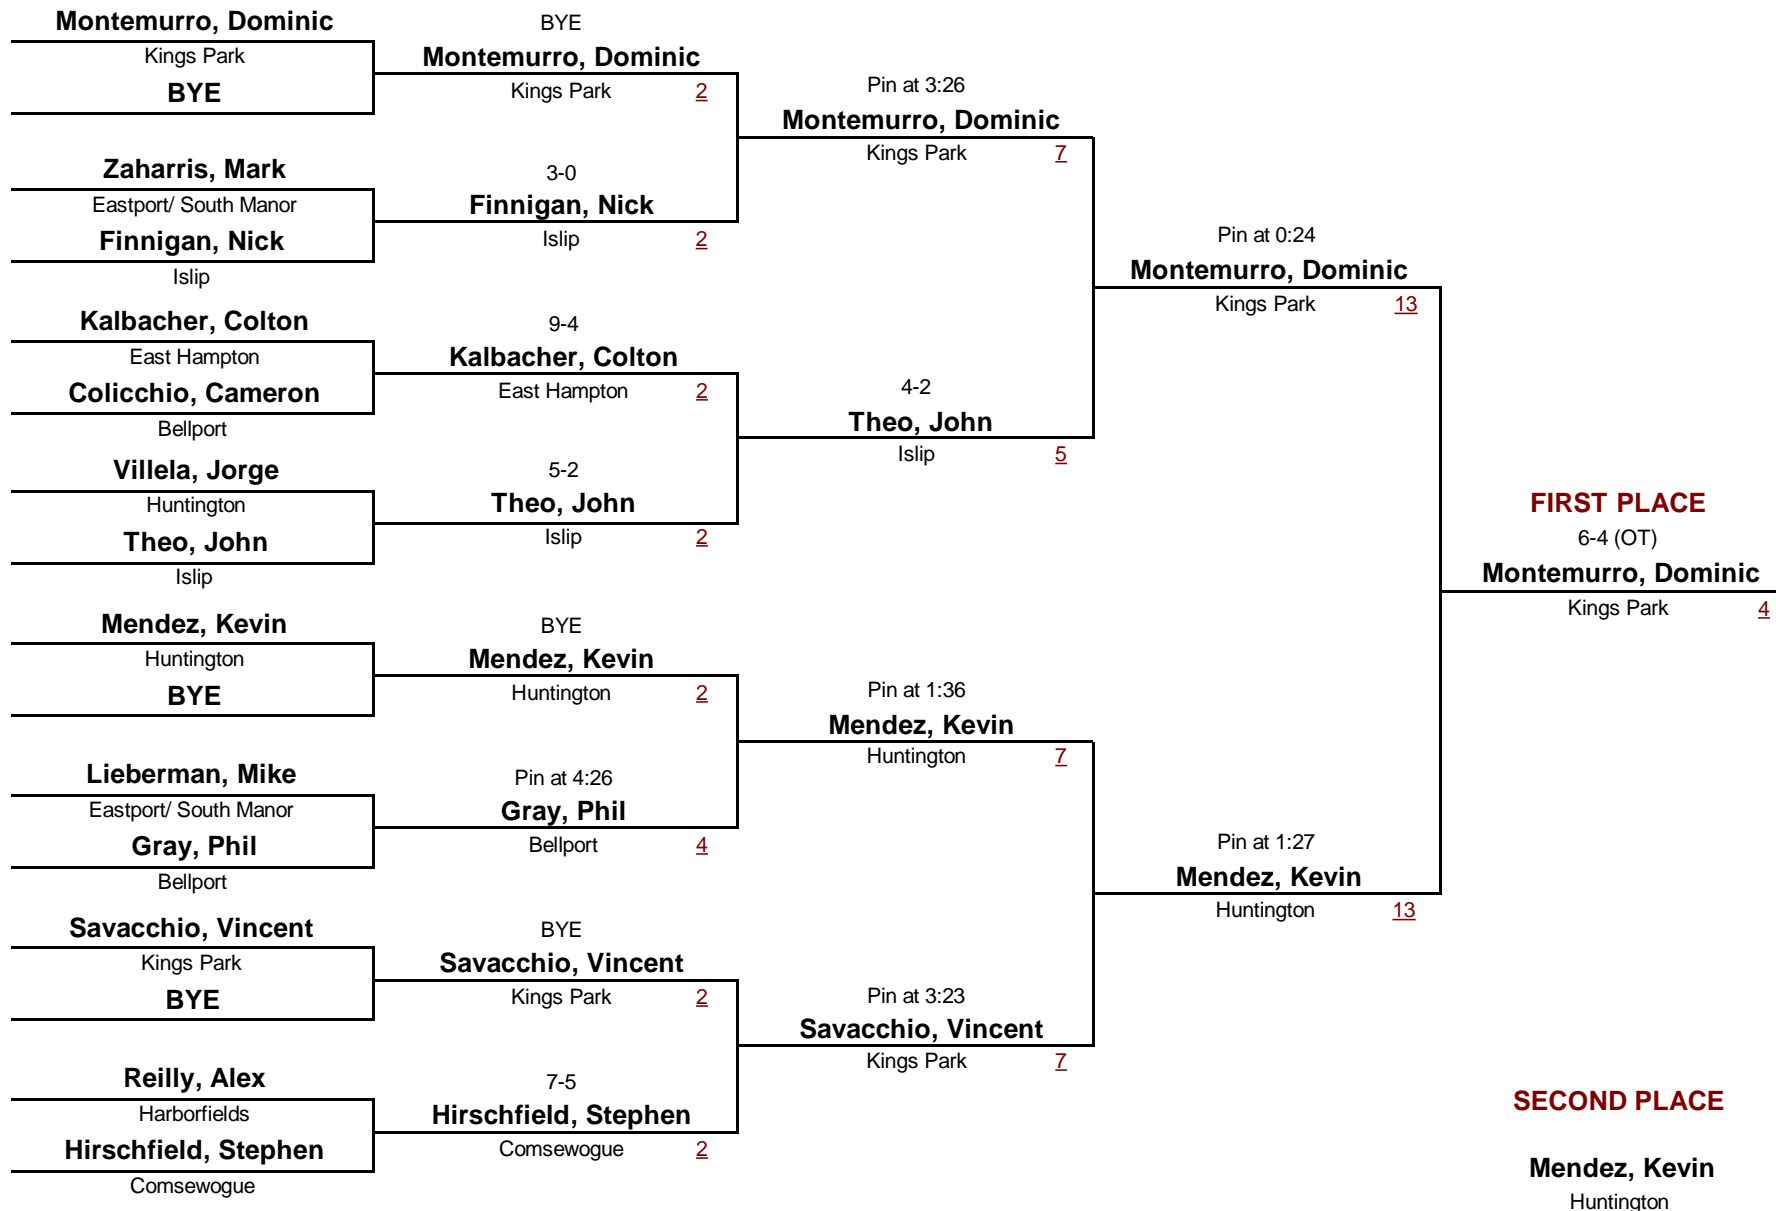 Montemurro, Dominic
Kings Park
BYE
Zaharris, Mark
Eastport/ South Manor
Finnigan, Nick
Islip
Kalbacher, Colton
East Hampton
Colicchio, Cameron
Bellport
Villela, Jorge
Huntington
Theo, John
Islip
Mendez, Kevin
Huntington
BYE
Lieberman, Mike
Eastport/ South Manor
Gray, Phil
Bellport
Savacchio, Vincent
Kings Park
BYE
Reilly, Alex
Harborfields
Hirschfield, Stephen
Comsewogue
BYE
Montemurro, Dominic
Kings Park 2
3-0
Finnigan, Nick
Islip 2
9-4
Kalbacher, Colton
East Hampton 2
5-2
Theo, John
Islip 2
BYE
Mendez, Kevin
Huntington 2
Pin at 4:26
Gray, Phil
Bellport 4
BYE
Savacchio, Vincent
Kings Park 2
7-5
Hirschfield, Stephen
Comsewogue 2
Pin at 3:26
Montemurro, Dominic
Kings Park 7
4-2
Theo, John
Islip 5
Pin at 1:36
Mendez, Kevin
Huntington 7
Pin at 3:23
Savacchio, Vincent
Kings Park 7
Pin at 0:24
Montemurro, Dominic
Kings Park 13
Pin at 1:27
Mendez, Kevin
Huntington 13
FIRST PLACE
6-4 (OT)
Montemurro, Dominic
Kings Park 4
SECOND PLACE
Mendez, Kevin
Huntington